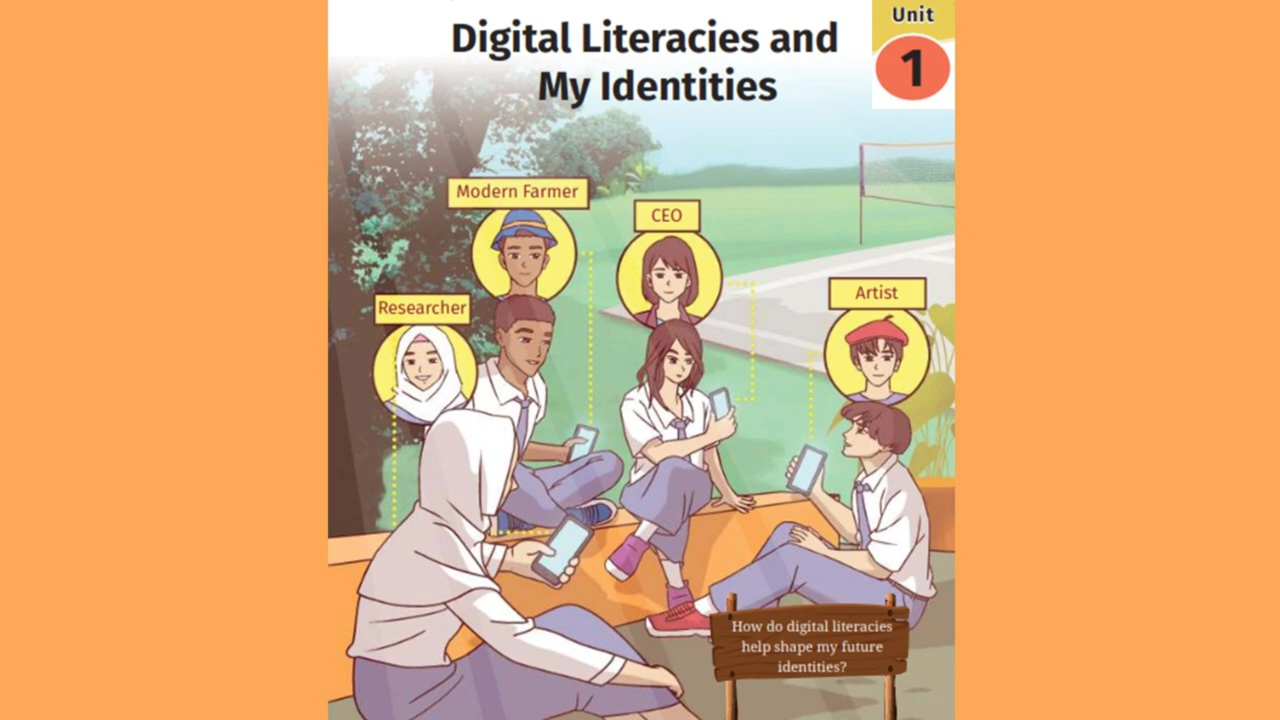 Digital Literacies and
My Identities
Unit
1
Modern Farmer
CEO
Artist
Researcher
How do digital literacies
help shape my future
identities?